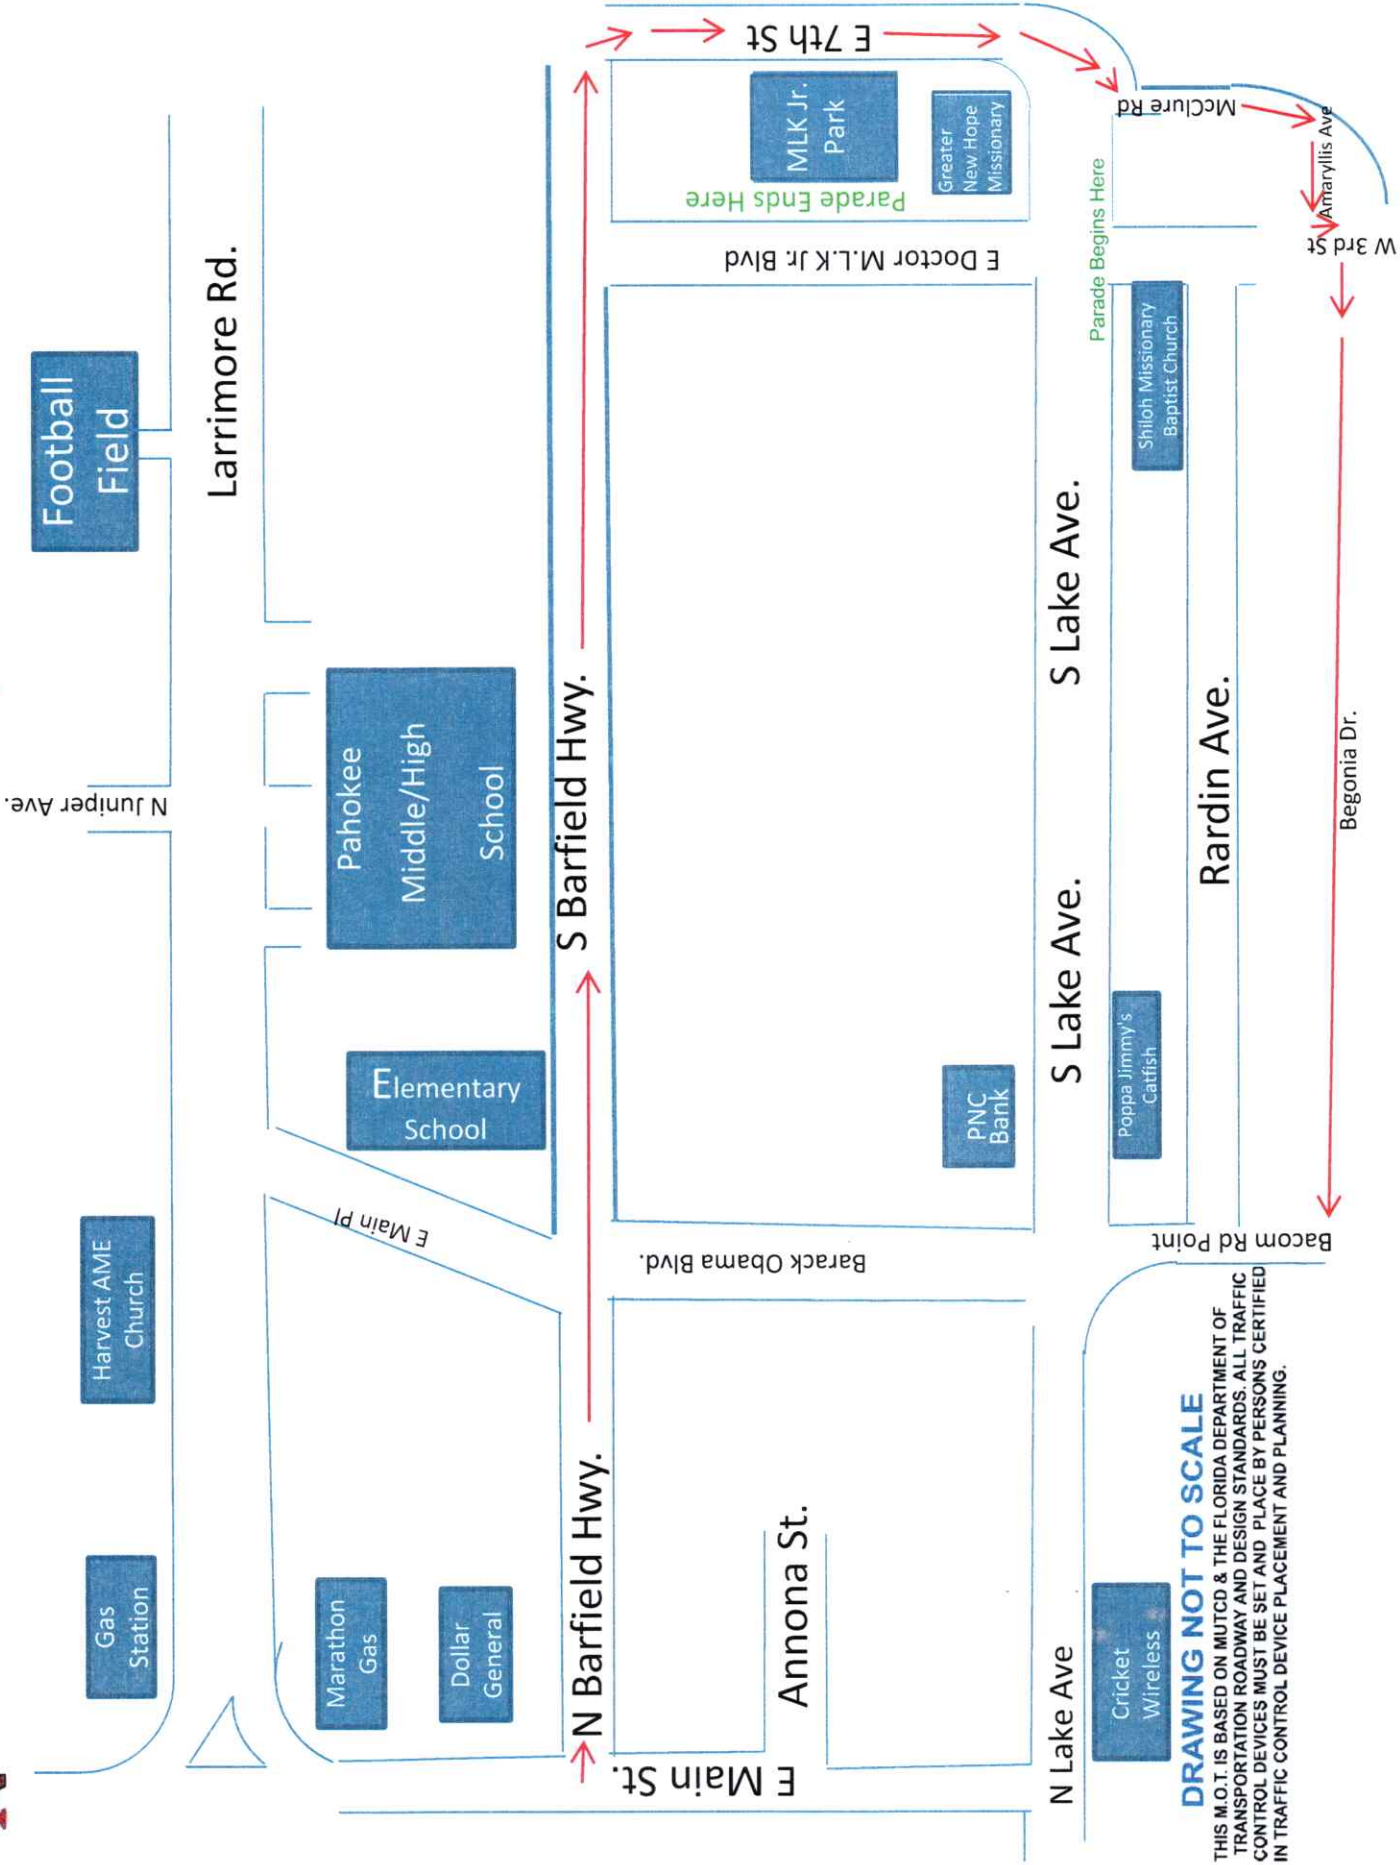 Football
Field
Larrimore Rd.
N Juniper Ave.
Harvest AME
Church
Gas
Station
Pahokee
Middle/High
School
Elementary
School
E Main Pl
Marathon
Gas
Dollar
General
N Barfield Hwy.
S Barfield Hwy.
E 7th St
MLK Jr.
Park
Greater
New Hope
Missionary
Parade Ends Here
E Doctor M.L.K Jr. Blvd
McClure Rd
Amaryllis Ave
W 3rd St
Parade Begins Here
Shiloh Missionary
Baptist Church
S Lake Ave.
S Lake Ave.
Rardin Ave.
Begonia Dr.
PNC
Bank
Poppa Jimmy's
Catfish
Barack Obama Blvd.
Bacom Rd Point
Annona St.
E Main St.
N Lake Ave
Cricket
Wireless
DRAWING NOT TO SCALE
THIS M.O.T. IS BASED ON MUTCD & THE FLORIDA DEPARTMENT OF
TRANSPORTATION ROADWAY AND DESIGN STANDARDS. ALL TRAFFIC
CONTROL DEVICES MUST BE SET AND PLACE BY PERSONS CERTIFIED
IN TRAFFIC CONTROL DEVICE PLACEMENT AND PLANNING.